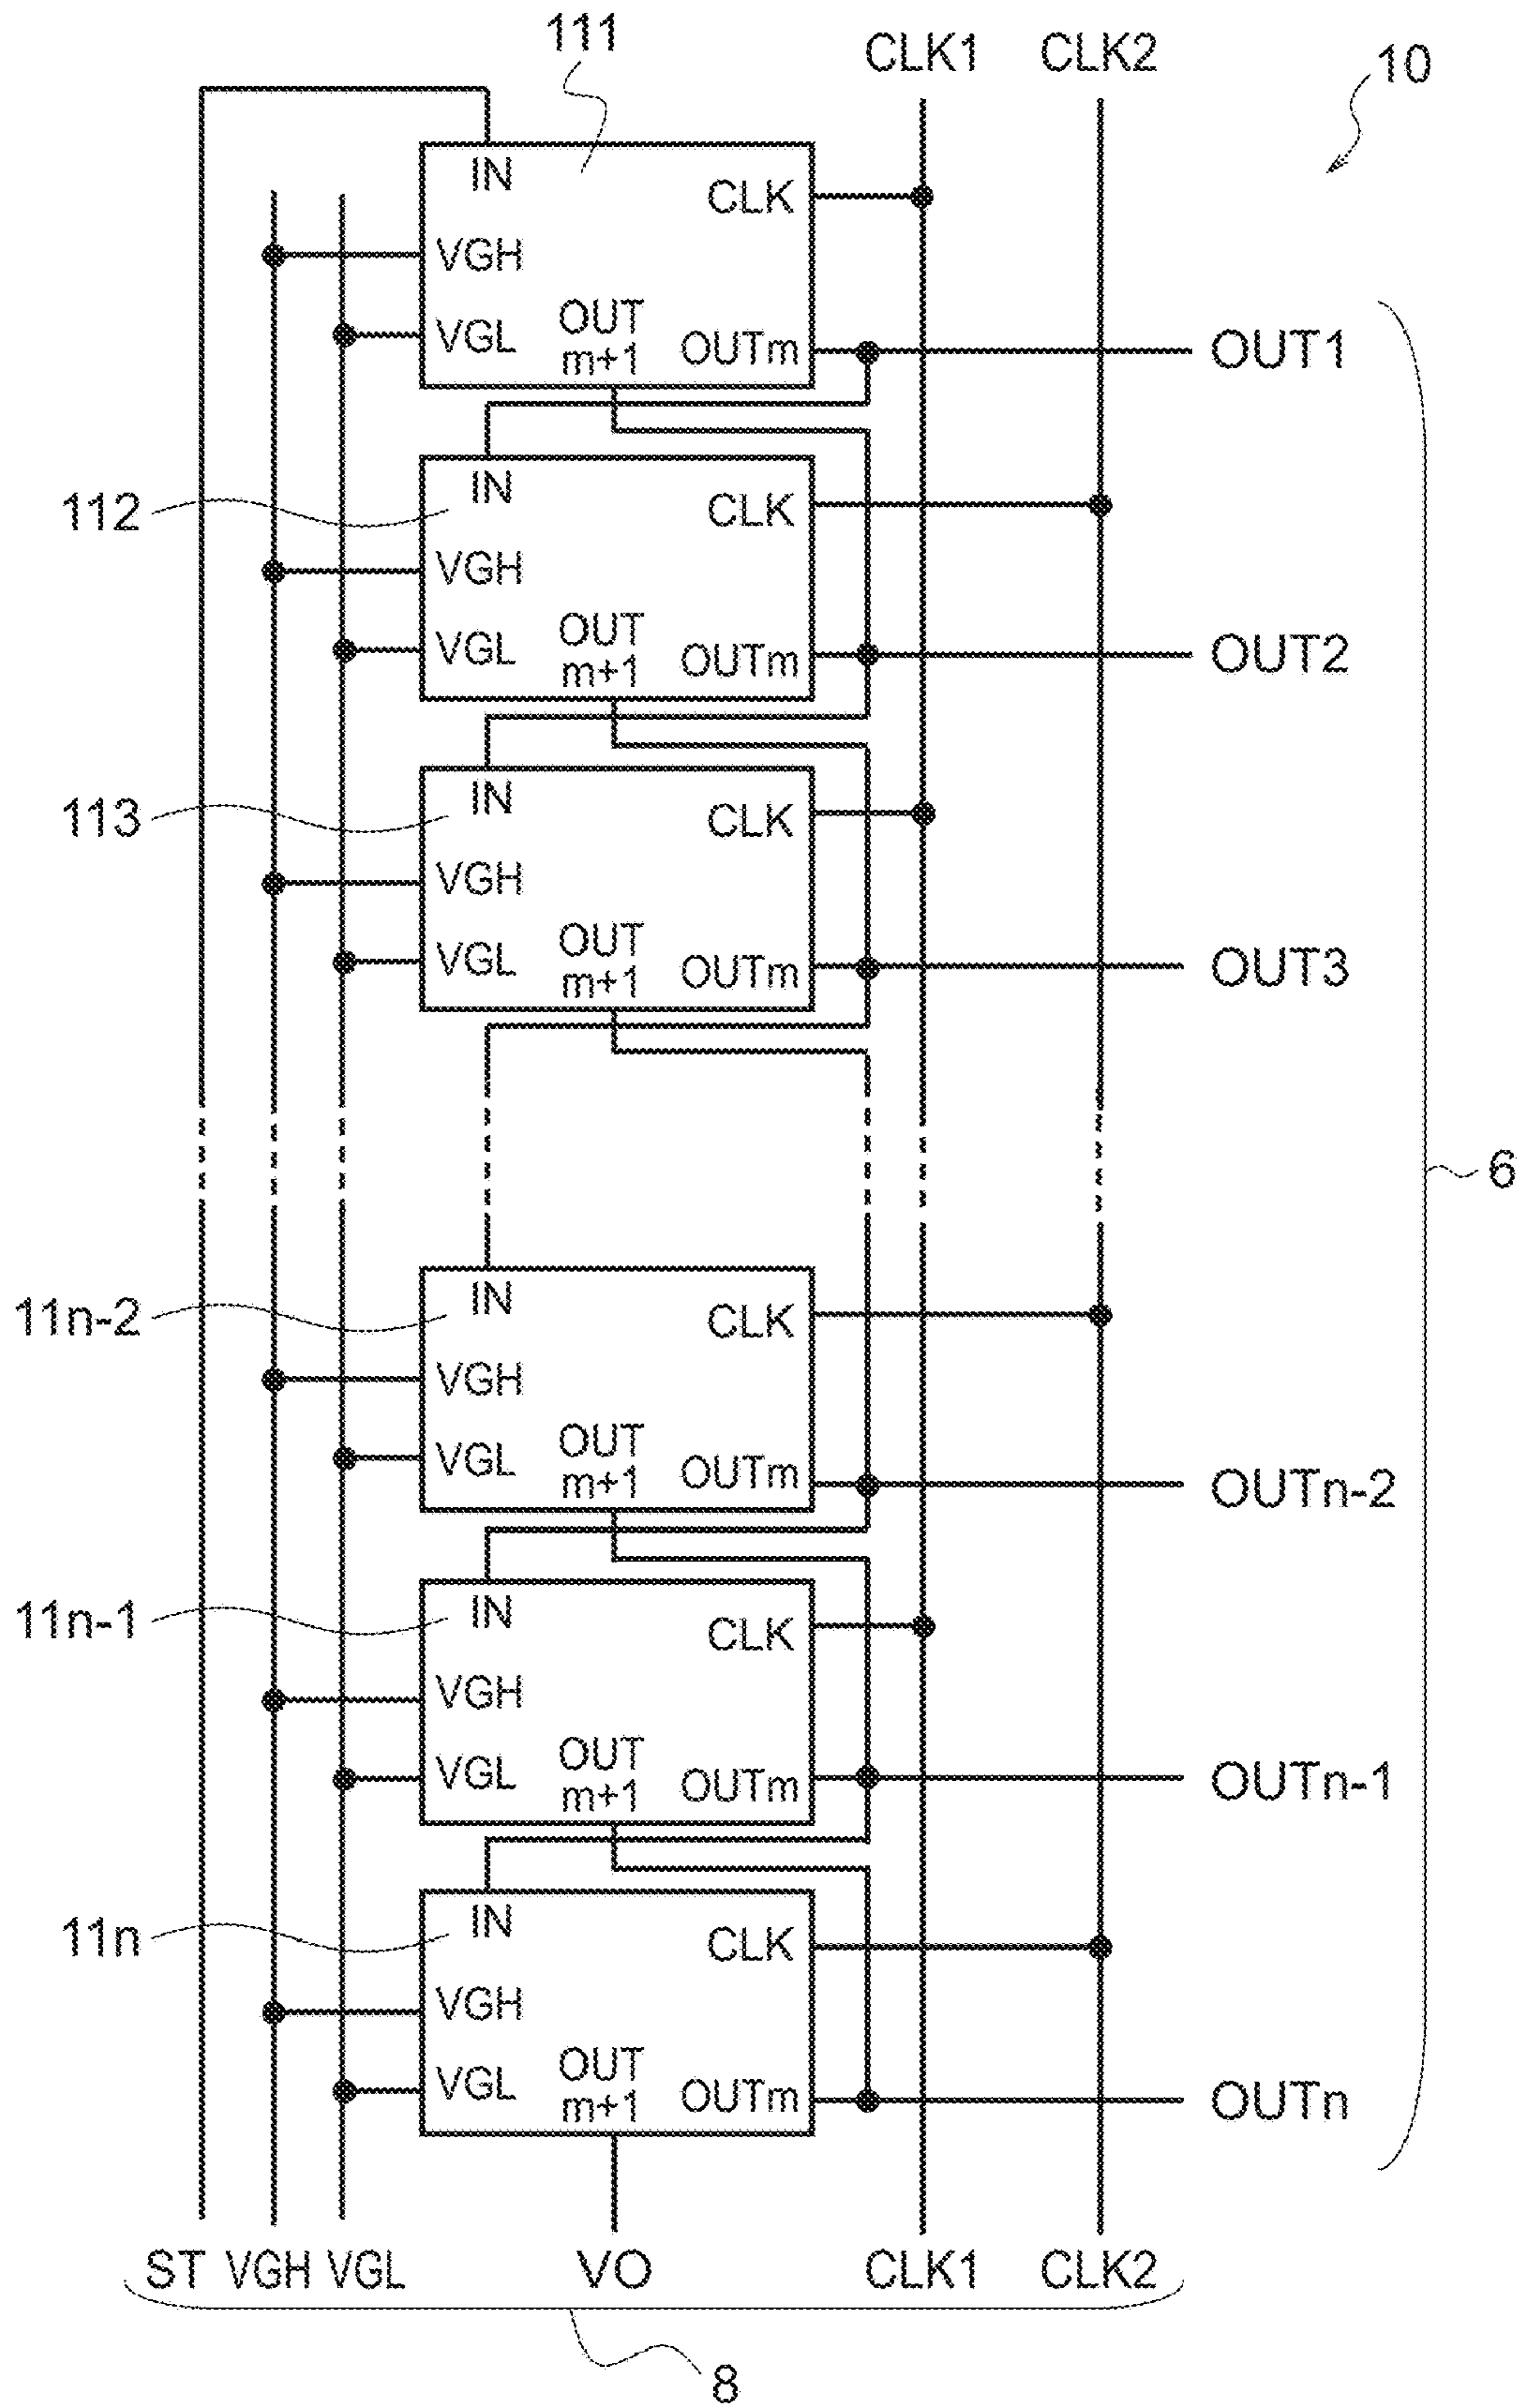 111
CLK1 CLK2
10
IN
CLK
VGH
VGL
OUT
m+1
OUTm
OUT1
112
IN
CLK
VGH
VGL
OUT
m+1
OUTm
OUT2
113
IN
CLK
VGH
VGL
OUT
m+1
OUTm
OUT3
6
11n-2
IN
CLK
VGH
VGL
OUT
m+1
OUTm
OUTn-2
11n-1
IN
CLK
VGH
VGL
OUT
m+1
OUTm
OUTn-1
11n
IN
CLK
VGH
VGL
OUT
m+1
OUTm
OUTn
ST VGH VGL VO CLK1 CLK2
8